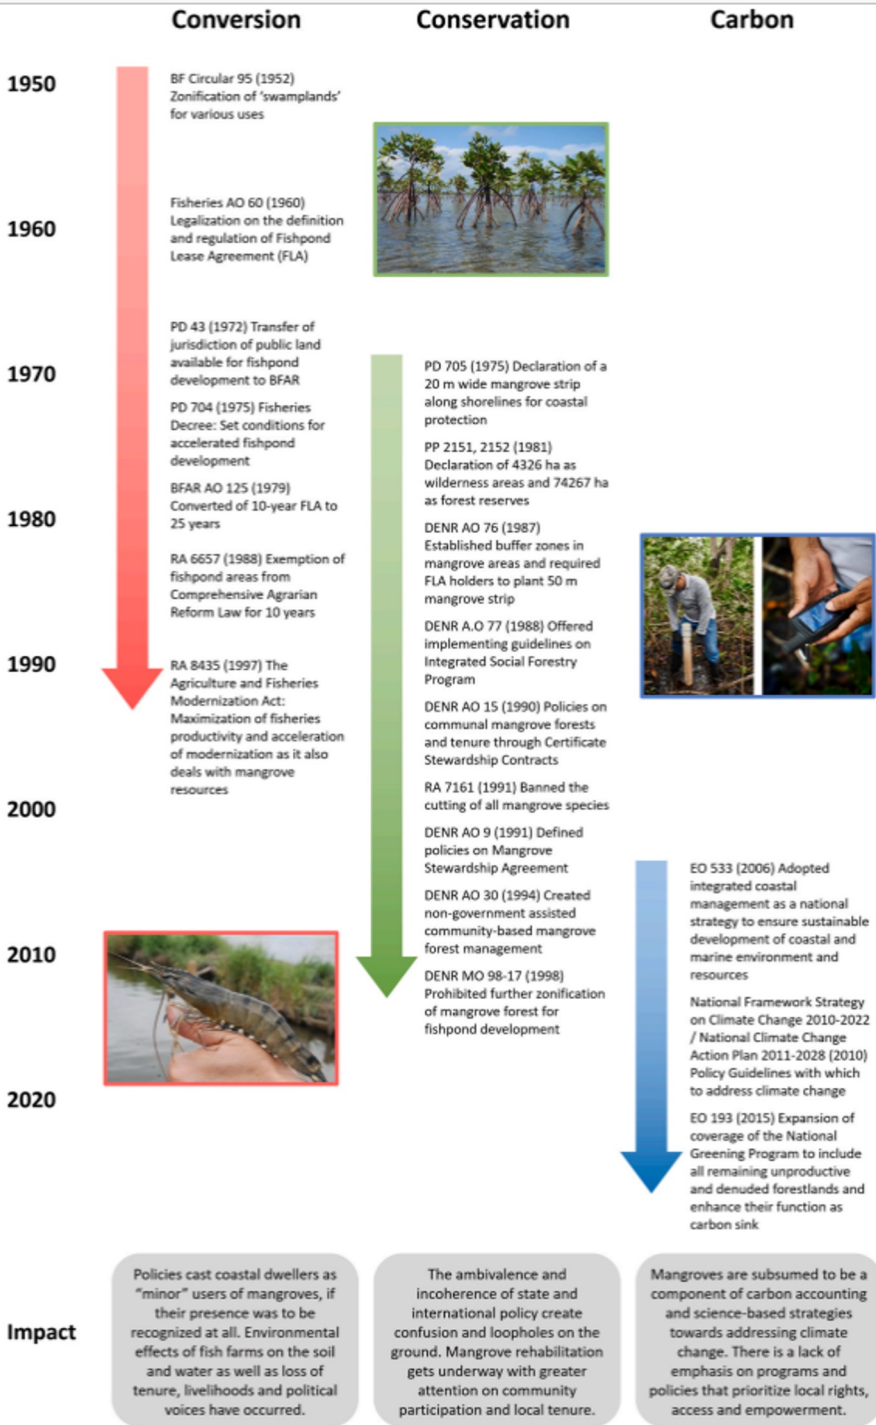 Conversion
Conservation
Carbon
1950
1960
1970
1980
1990
2000
2010
2020
Impact
BF Circular 95 (1952)
Zonification of ‘swamplands’
for various uses
Fisheries AO 60 (1960)
Legalization on the definition
and regulation of Fishpond
Lease Agreement (FLA)
PD 43 (1972) Transfer of
jurisdiction of public land
available for fishpond
development to BFAR
PD 704 (1975) Fisheries
Decree: Set conditions for
accelerated fishpond
development
BFAR AO 125 (1979)
Converted of 10-year FLA to
25 years
RA 6657 (1988) Exemption of
fishpond areas from
Comprehensive Agrarian
Reform Law for 10 years
RA 8435 (1997) The
Agriculture and Fisheries
Modernization Act:
Maximization of fisheries
productivity and acceleration
of modernization as it also
deals with mangrove
resources
Policies cast coastal dwellers as
“minor” users of mangroves, if
their presence was to be
recognized at all. Environmental
effects of fish farms on the soil
and water as well as loss of
tenure, livelihoods and political
voices have occurred.
PD 705 (1975) Declaration of a
20 m wide mangrove strip
along shorelines for coastal
protection
PP 2151, 2152 (1981)
Declaration of 4326 ha as
wilderness areas and 74267 ha
as forest reserves
DENR AO 76 (1987)
Established buffer zones in
mangrove areas and required
FLA holders to plant 50 m
mangrove strip
DENR A.O 77 (1988) Offered
implementing guidelines on
Integrated Social Forestry
Program
DENR AO 15 (1990) Policies on
communal mangrove forests
and tenure through Certificate
Stewardship Contracts
RA 7161 (1991) Banned the
cutting of all mangrove species
DENR AO 9 (1991) Defined
policies on Mangrove
Stewardship Agreement
DENR AO 30 (1994) Created
non-government assisted
community-based mangrove
forest management
DENR MO 98-17 (1998)
Prohibited further zonification
of mangrove forest for
fishpond development
The ambivalence and
incoherence of state and
international policy create
confusion and loopholes on the
ground. Mangrove rehabilitation
gets underway with greater
attention on community
participation and local tenure.
EO 533 (2006) Adopted
integrated coastal
management as a national
strategy to ensure sustainable
development of coastal and
marine environment and
resources
National Framework Strategy
on Climate Change 2010-2022
/ National Climate Change
Action Plan 2011-2028 (2010)
Policy Guidelines with which
to address climate change
EO 193 (2015) Expansion of
coverage of the National
Greening Program to include
all remaining unproductive
and denuded forestlands and
enhance their function as
carbon sink
Mangroves are subsumed to be a
component of carbon accounting
and science-based strategies
towards addressing climate
change. There is a lack of
emphasis on programs and
policies that prioritize local rights,
access and empowerment.